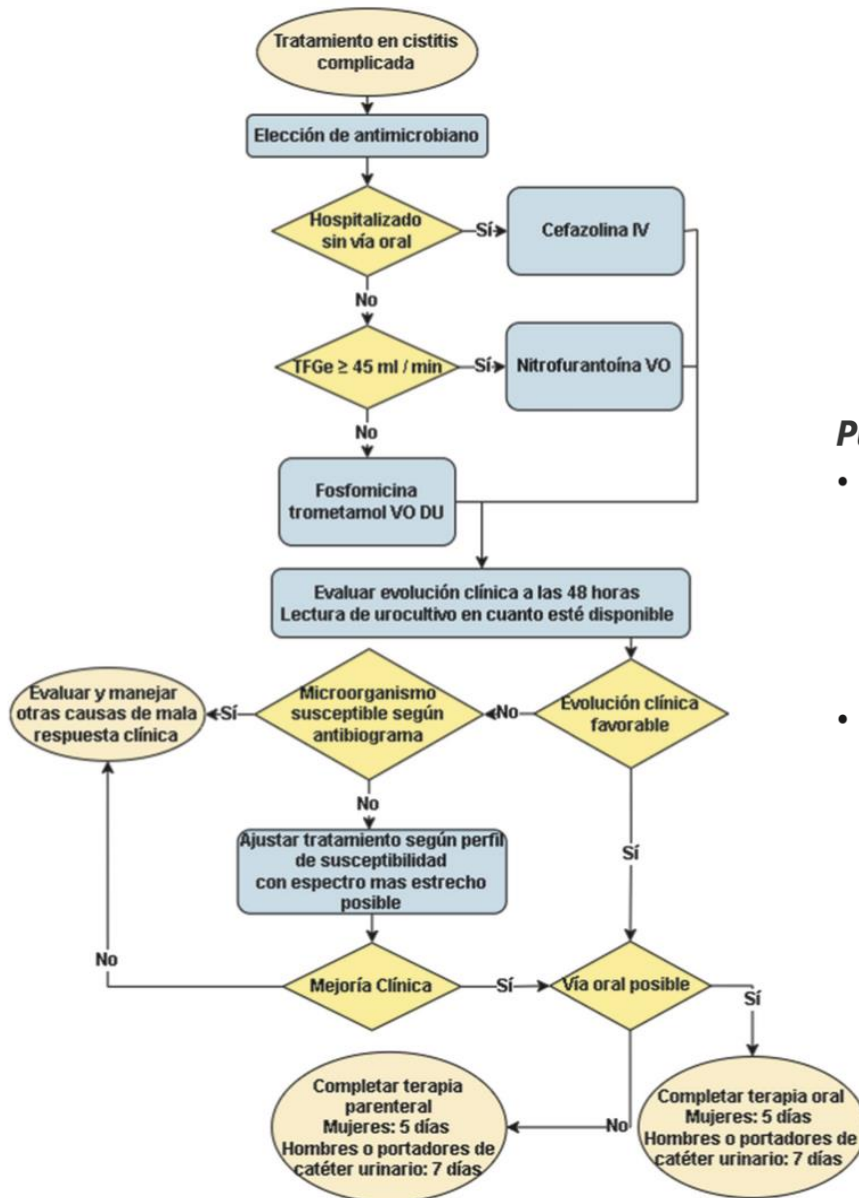 Tratamiento en cistitis
complicada
Elección de antimicrobiano
Hospitalizado
sin vía oral
Sí
Cefazolina IV
No
TFGe ≥ 45 ml / min
Sí
Nitrofurantoína VO
No
Fosfomicina
trometamol VO DU
Evaluar evolución clínica a las 48 horas
Lectura de urocultivo en cuanto esté disponible
Evaluar y manejar
otras causas de mala
respuesta clínica
Sí
Microorganismo
susceptible según
antibiograma
No
Evolución clínica
favorable
No
Ajustar tratamiento según perfil
de susceptibilidad
con espectro mas estrecho
posible
Sí
No
Mejoría Clínica
Sí
Vía oral posible
Sí
Completar terapia
parenteral
Mujeres: 5 días
Hombres o portadores de
catéter urinario: 7 días
No
Completar terapia oral
Mujeres: 5 días
Hombres o portadores de
catéter urinario: 7 días